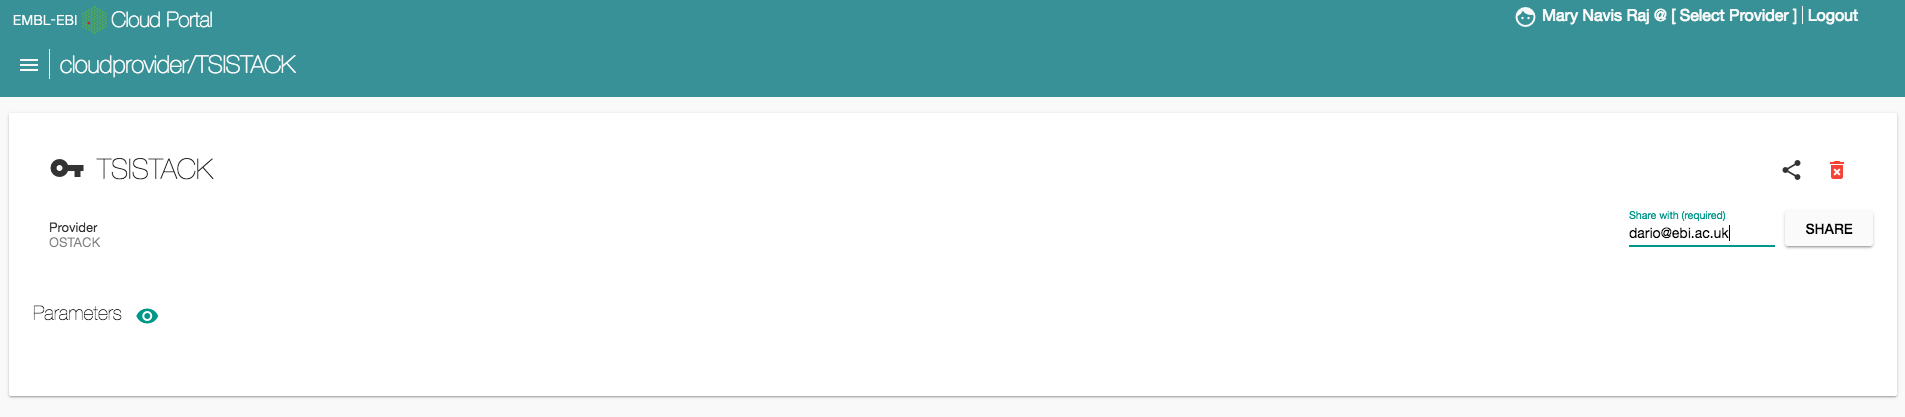 EMBL-EBI Cloud Portal
Mary Navis Raj @ [ Select Provider ] Logout
cloudprovider/TSISTACK
TSISTACK
Provider
OSTACK
Share with (required)
dario@ebi.ac.uk
SHARE
Parameters